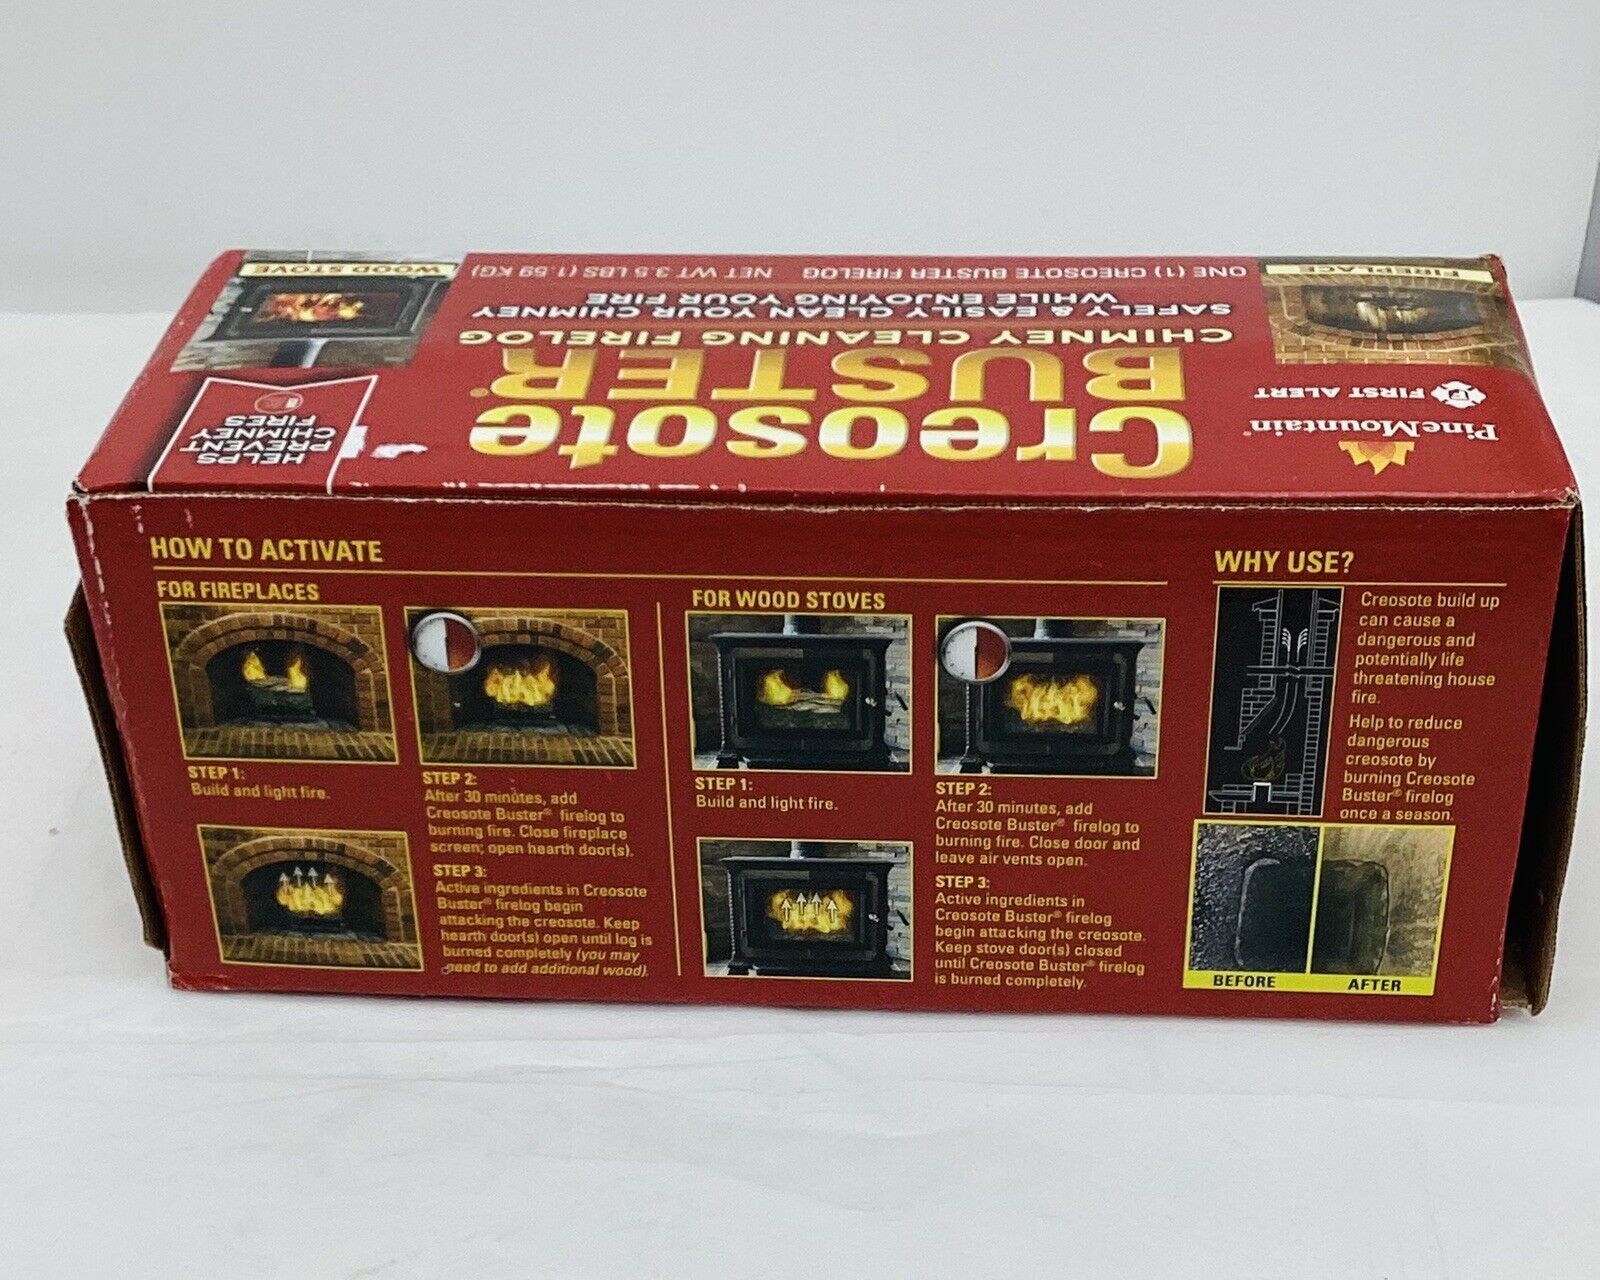 PineMountain®
FIRST ALERT
Creosote
BUSTER®
CHIMNEY CLEANING FIRELOG
SAFELY & EASILY CLEAN YOUR CHIMNEY
WHILE ENJOYING YOUR FIRE
ONE (1) CREOSOTE BUSTER FIRELOG NET WT 3.5 LBS (1.59 KG)
HELPS
PREVENT
CHIMNEY
FIRES
FIREPLACE
WOOD STOVE
HOW TO ACTIVATE
FOR FIREPLACES
STEP 1:
Build and light fire.
STEP 2:
After 30 minutes, add
Creosote Buster® firelog to
burning fire. Close fireplace
screen; open hearth door(s).
STEP 3:
Active ingredients in Creosote
Buster® firelog begin
attacking the creosote. Keep
hearth door(s) open until log is
burned completely (you may
need to add additional wood).
FOR WOOD STOVES
STEP 1:
Build and light fire.
STEP 2:
After 30 minutes, add
Creosote Buster® firelog to
burning fire. Close door and
leave air vents open.
STEP 3:
Active ingredients in
Creosote Buster® firelog
begin attacking the creosote.
Keep stove door(s) closed
until Creosote Buster® firelog
is burned completely.
WHY USE?
Creosote build up
can cause a
dangerous and
potentially life
threatening house
fire.
Help to reduce
dangerous
creosote by
burning Creosote
Buster® firelog
once a season.
BEFORE
AFTER